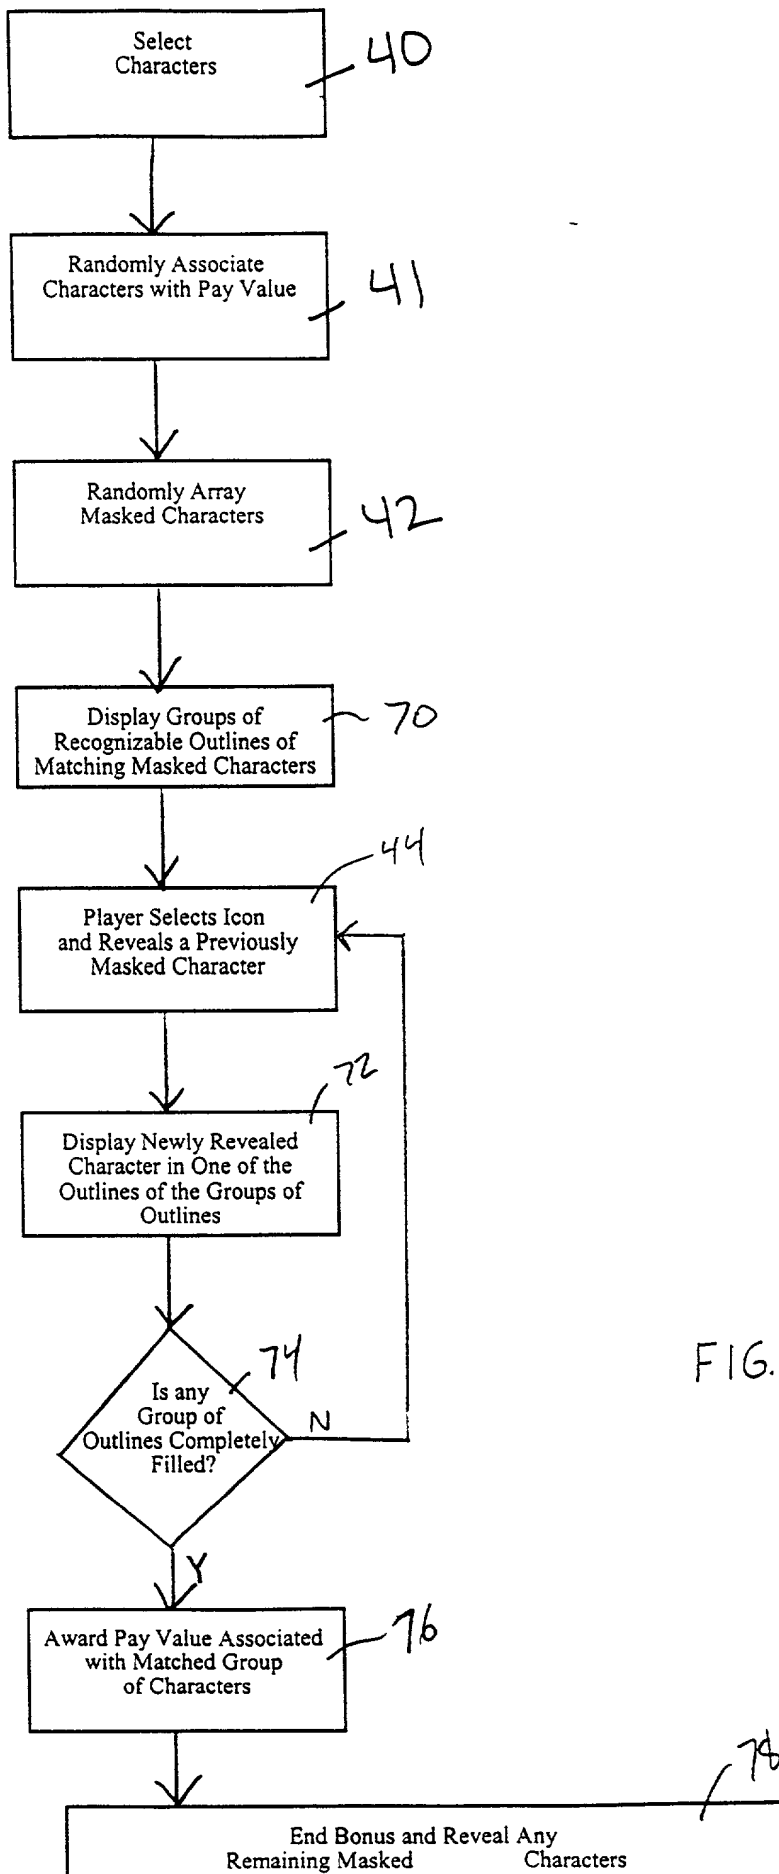 Select
Characters
40
Randomly Associate
Characters with Pay Value
41
Randomly Array
Masked Characters
42
Display Groups of
Recognizable Outlines of
Matching Masked Characters
70
44
Player Selects Icon
and Reveals a Previously
Masked Character
72
Display Newly Revealed
Character in One of the
Outlines of the Groups of
Outlines
74
Is any
Group of
Outlines Completely
Filled?
N
FIG.
Y
Award Pay Value Associated
with Matched Group
of Characters
76
78
End Bonus and Reveal Any
Remaining Masked Characters